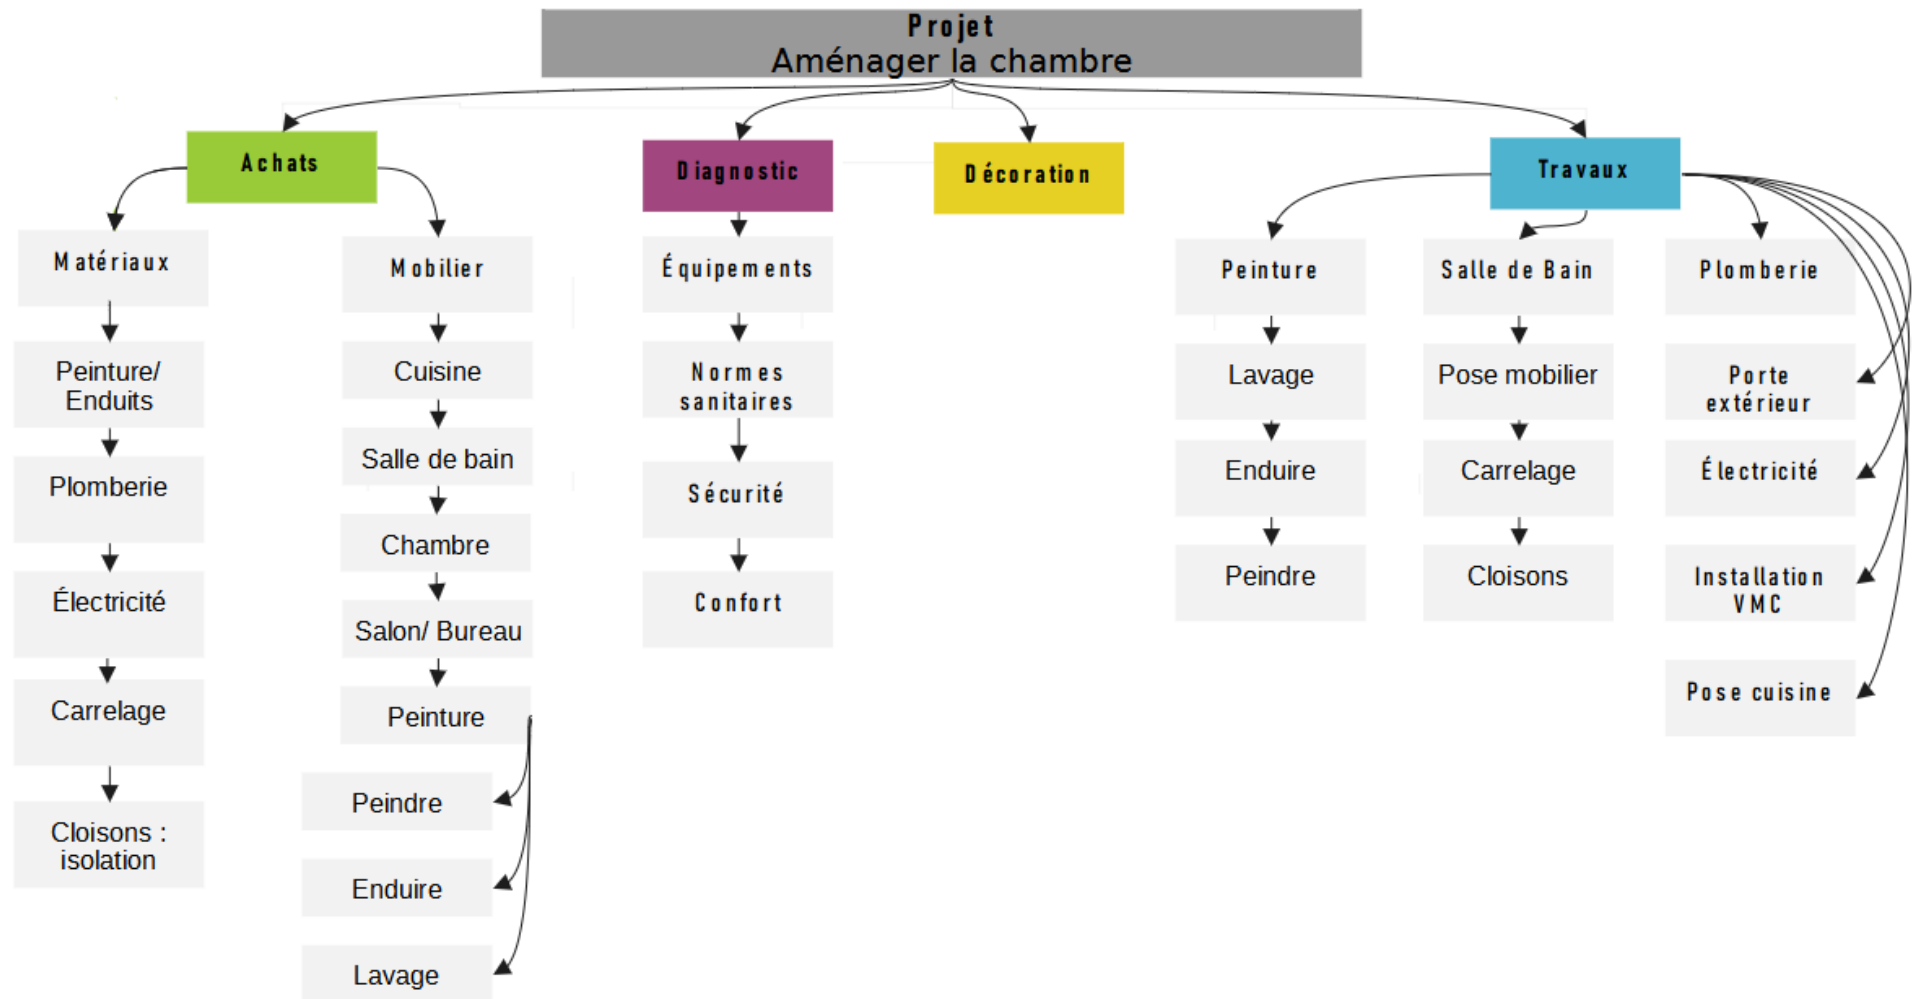 Projet
Aménager la chambre
Achats
Diagnostic
Décoration
Travaux
Matériaux
Peinture/
Enduits
Plomberie
Électricité
Carrelage
Cloisons :
isolation
Mobilier
Cuisine
Salle de bain
Chambre
Salon/ Bureau
Peinture
Peindre
Enduire
Lavage
Équipements
Normes
sanitaires
Sécurité
Confort
Peinture
Lavage
Enduire
Peindre
Salle de Bain
Pose mobilier
Carrelage
Cloisons
Plomberie
Porte
extérieur
Électricité
Installation
VMC
Pose cuisine